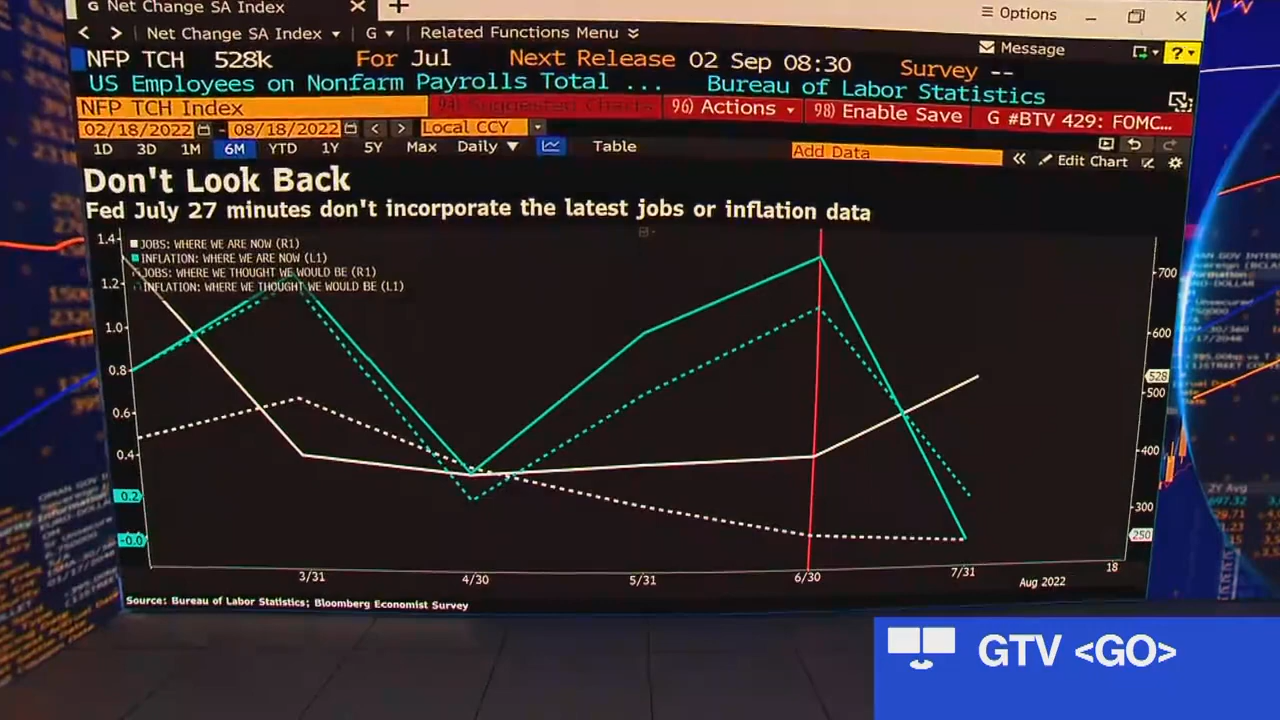 G Net Change SA Index
Options
Net Change SA Index
G
Related Functions Menu
Message
?
NFP TCH 528k For Jul Next Release 02 Sep 08:30 Survey --
US Employees on Nonfarm Payrolls Total ... Bureau of Labor Statistics
NFP TCH Index
94) Suggested Charts
96) Actions
98) Enable Save
G #BTV 429: FOMC...
02/18/2022 - 08/18/2022
Local CCY
1D 3D 1M 6M YTD 1Y 5Y Max Daily Table
Add Data
Edit Chart
Don't Look Back
Fed July 27 minutes don't incorporate the latest jobs or inflation data
JOBS: WHERE WE ARE NOW (R1)
INFLATION: WHERE WE ARE NOW (L1)
JOBS: WHERE WE THOUGHT WE WOULD BE (R1)
INFLATION: WHERE WE THOUGHT WE WOULD BE (L1)
1.4
1.2
1.0
0.8
0.6
0.4
0.2
-0.0
700
600
528
500
400
300
250
3/31 4/30 5/31 6/30 7/31 18
Aug 2022
Source: Bureau of Labor Statistics; Bloomberg Economist Survey
2Y Avg
GTV <GO>